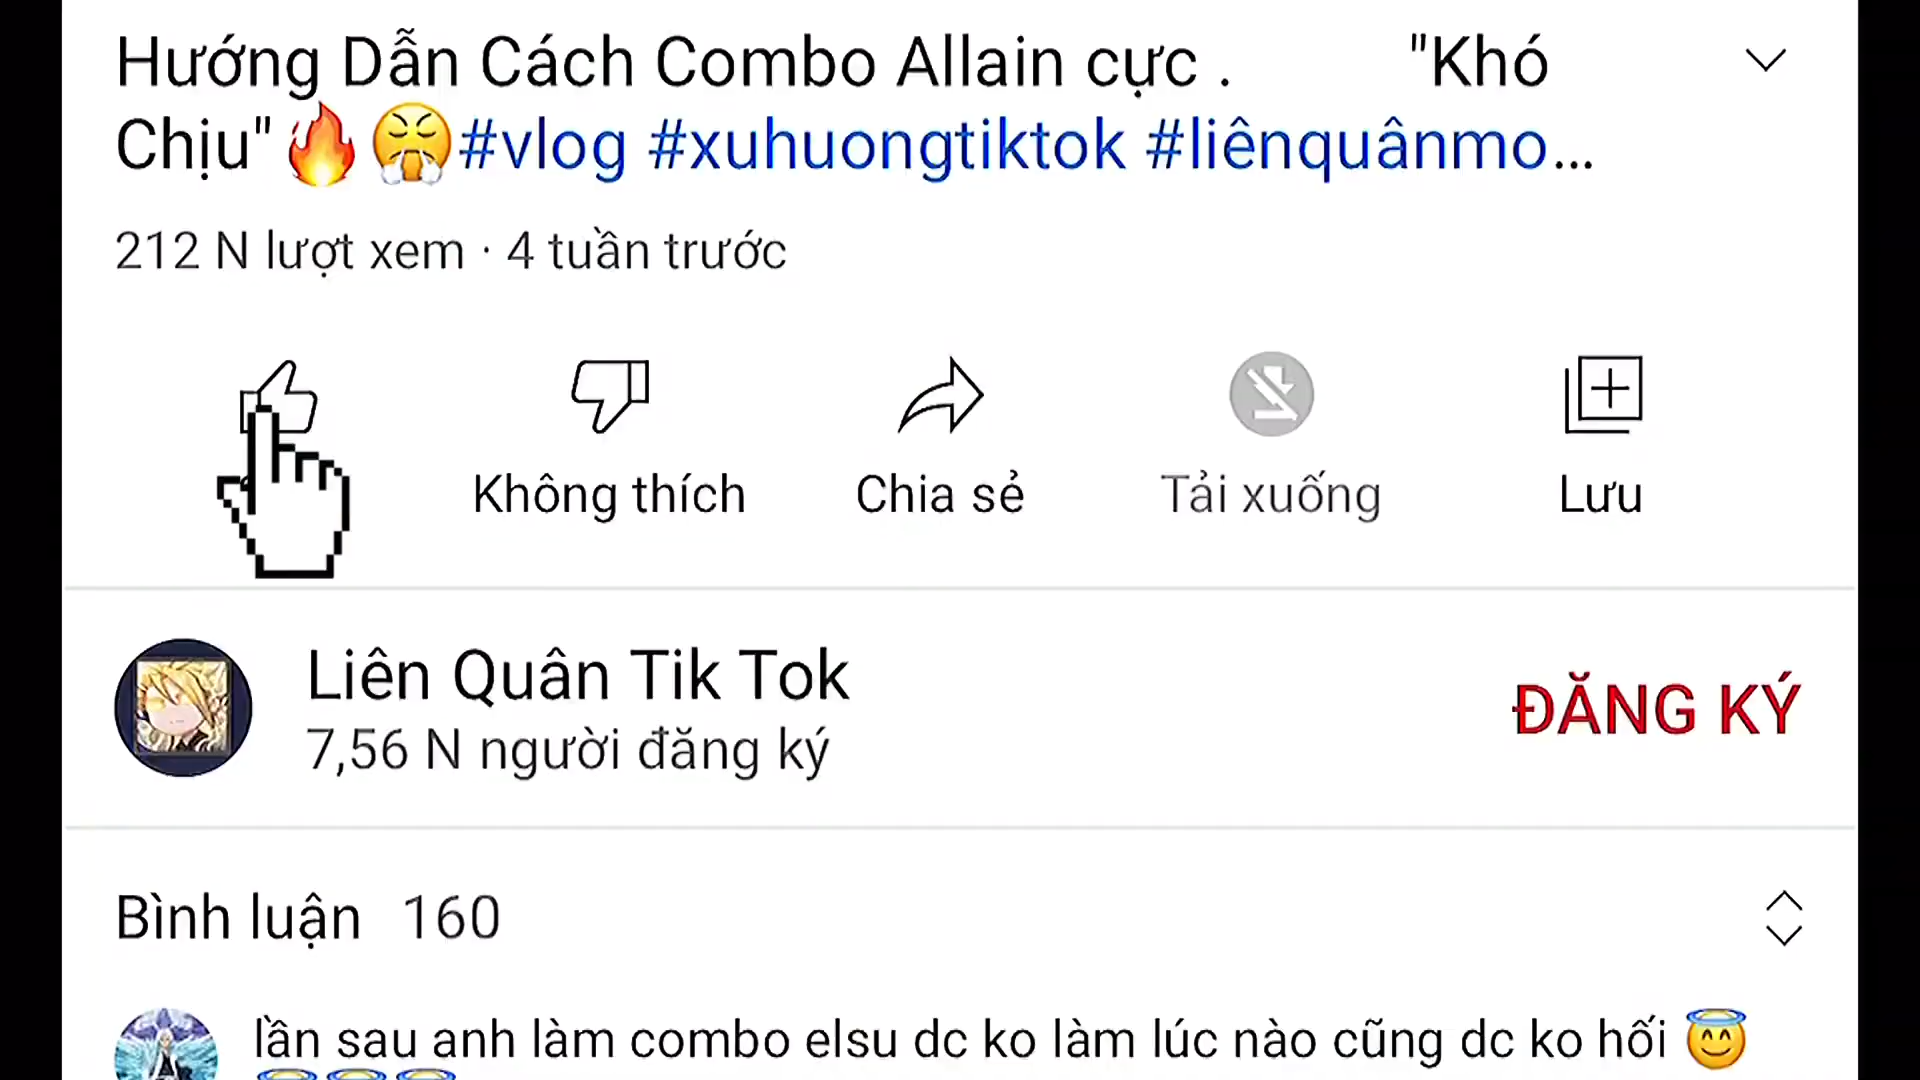 Hướng Dẫn Cách Combo Allain cực . "Khó
Chịu"🔥😤#vlog #xuhuongtiktok #liênquânmo...
212 N lượt xem · 4 tuần trước
Không thích
Chia sẻ
Tải xuống
Lưu
Liên Quân Tik Tok
7,56 N người đăng ký
ĐĂNG KÝ
Bình luận 160
lần sau anh làm combo elsu dc ko làm lúc nào cũng dc ko hối 😇